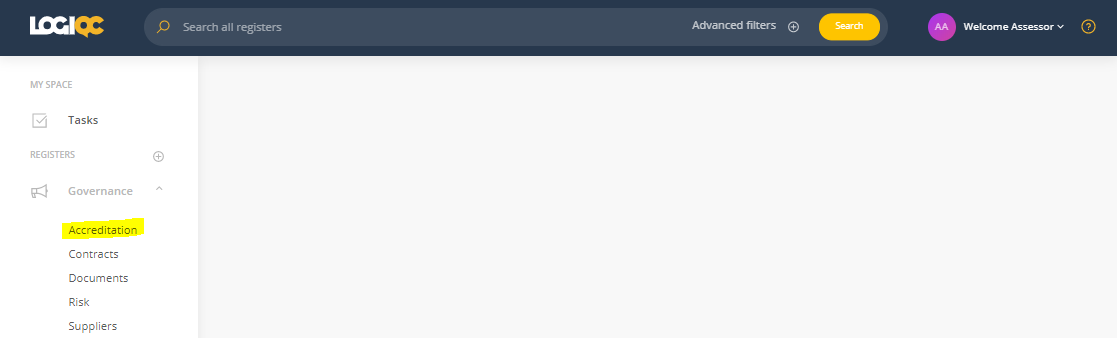 LOGIQC
Search all registers
Advanced filters
Search
AA
Welcome Assessor
?
MY SPACE
Tasks
REGISTERS
Governance
Accreditation
Contracts
Documents
Risk
Suppliers